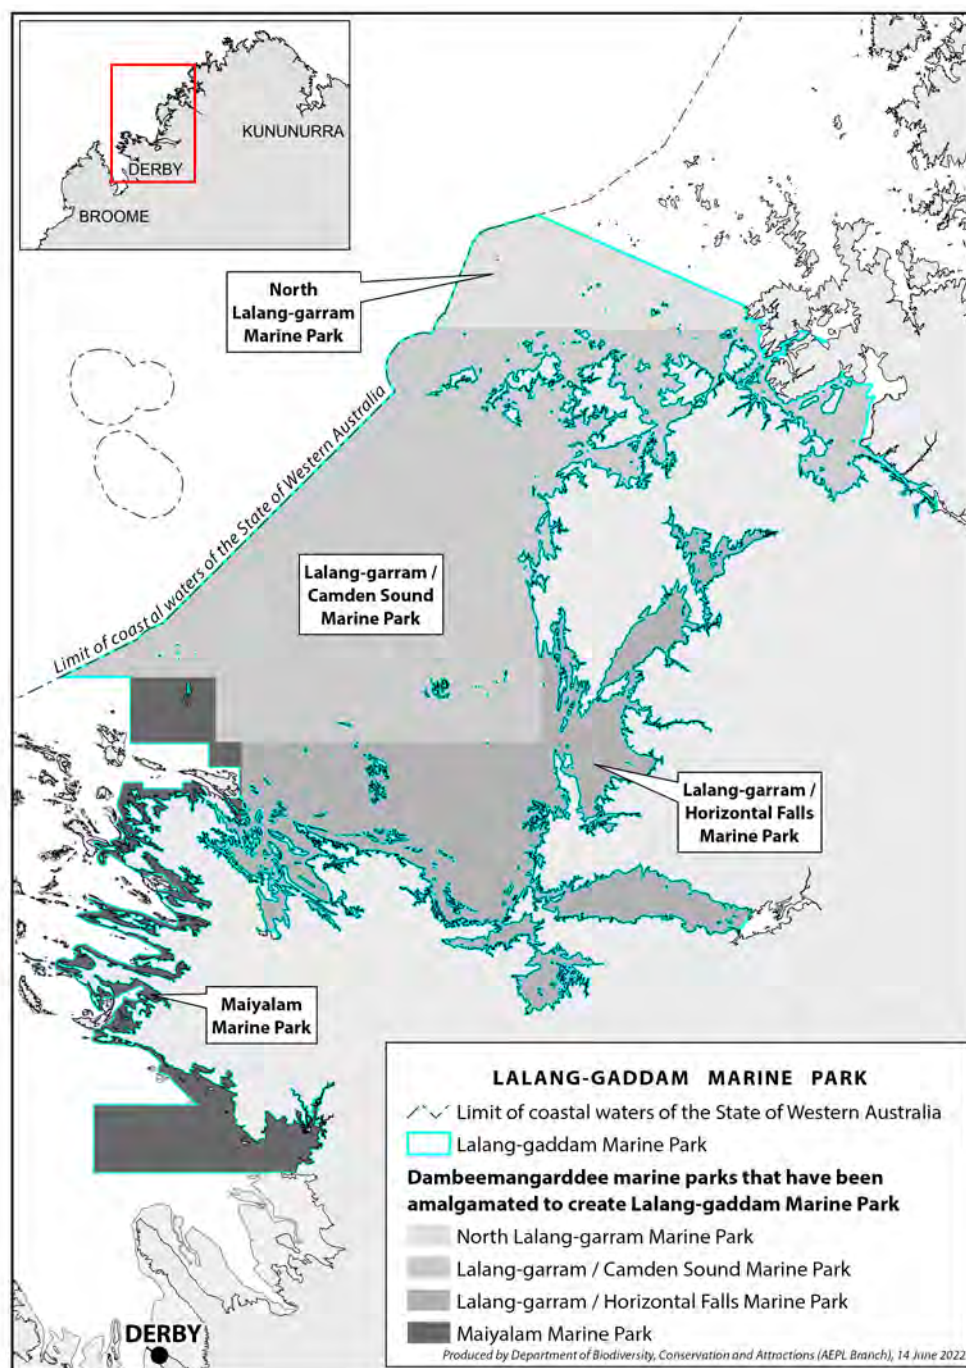 KUNUNURRA
DERBY
BROOME
North
Lalang-garram
Marine Park
Limit of coastal waters of the State of Western Australia
Lalang-garram /
Camden Sound
Marine Park
Lalang-garram /
Horizontal Falls
Marine Park
Maiyalam
Marine Park
LALANG-GADDAM MARINE PARK
Limit of coastal waters of the State of Western Australia
Lalang-gaddam Marine Park
Dambeemangarddee marine parks that have been
amalgamated to create Lalang-gaddam Marine Park
North Lalang-garram Marine Park
Lalang-garram / Camden Sound Marine Park
Lalang-garram / Horizontal Falls Marine Park
Maiyalam Marine Park
DERBY
Produced by Department of Biodiversity, Conservation and Attractions (AEPL Branch), 14 June 2022